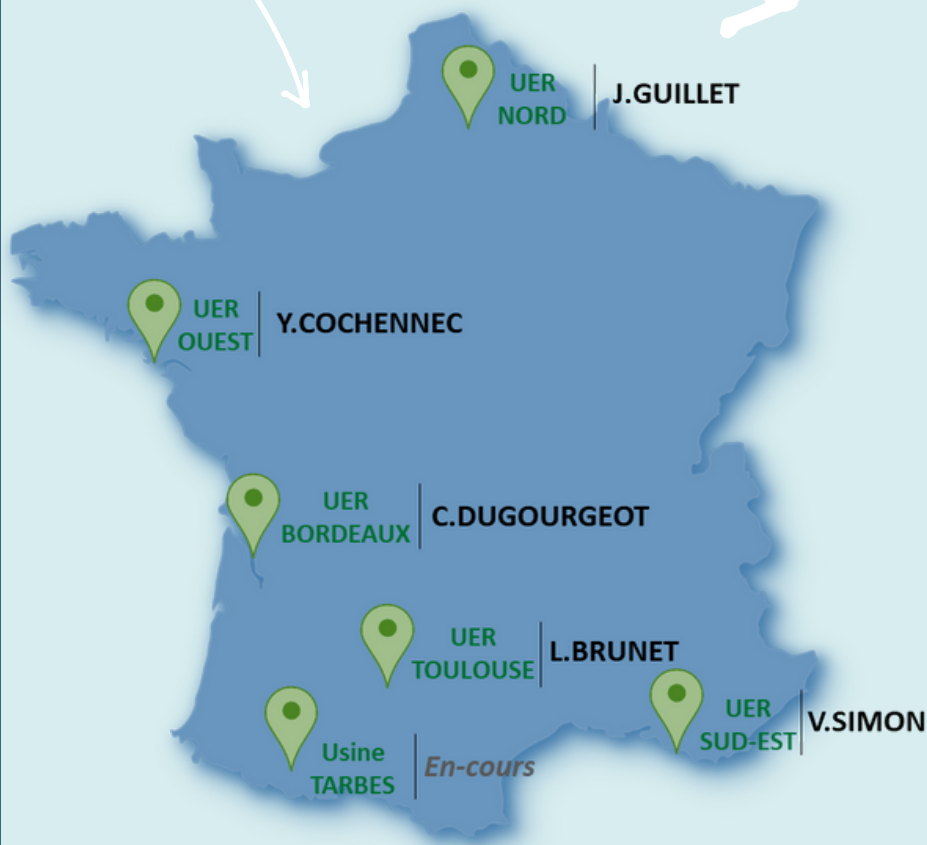 UER
NORD
J.GUILLET
UER
OUEST
Y.COCHENNEC
UER
BORDEAUX
C.DUGOURGEOT
UER
TOULOUSE
L.BRUNET
UER
SUD-EST
V.SIMON
Usine
TARBES
En-cours